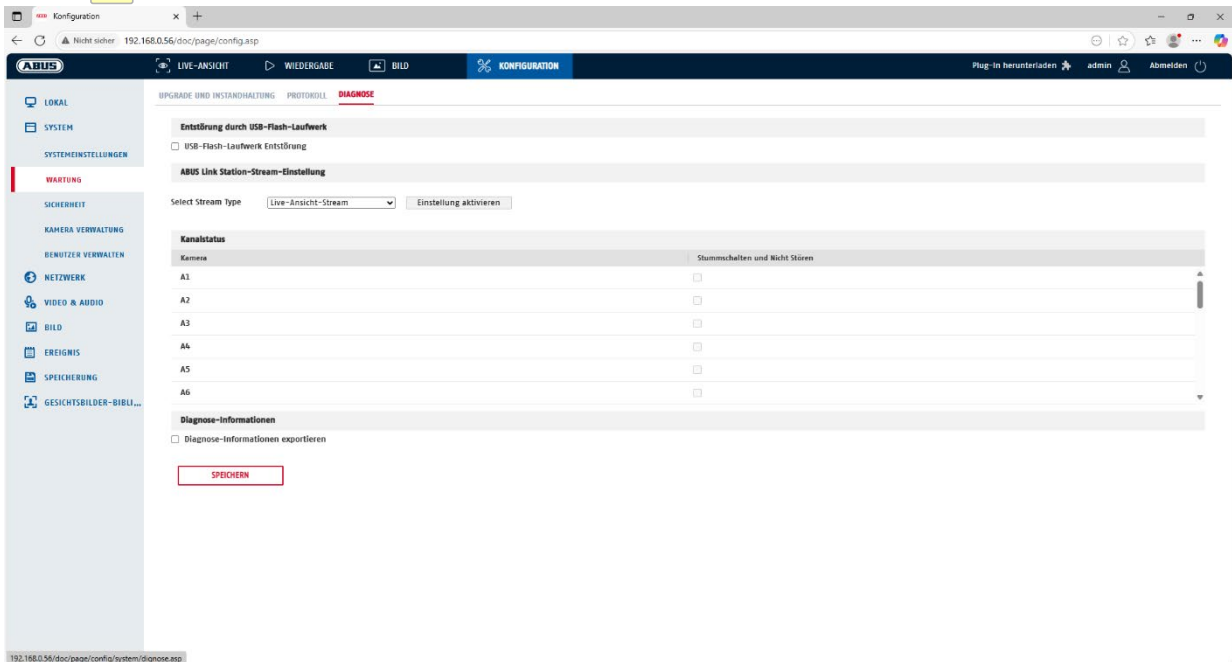 Konfiguration
Nicht sicher 192.168.0.56/doc/page/config.asp
ABUS LIVE-ANSICHT WIEDERGABE BILD KONFIGURATION Plug-In herunterladen admin Abmelden
UPGRADE UND INSTANDHALTUNG PROTOKOLL DIAGNOSE
LOKAL
SYSTEM
SYSTEMEINSTELLUNGEN
WARTUNG
SICHERHEIT
KAMERA VERWALTUNG
BENUTZER VERWALTEN
NETZWERK
VIDEO & AUDIO
BILD
EREIGNIS
SPEICHERUNG
GESICHTSBILDER-BIBLI...
Entstörung durch USB-Flash-Laufwerk
USB-Flash-Laufwerk Entstörung
ABUS Link Station-Stream-Einstellung
Select Stream Type Live-Ansicht-Stream Einstellung aktivieren
Kanalstatus
Kamera Stummschalten und Nicht Stören
A1
A2
A3
A4
A5
A6
Diagnose-Informationen
Diagnose-Informationen exportieren
SPEICHERN
192.168.0.56/doc/page/config/system/dignose.asp